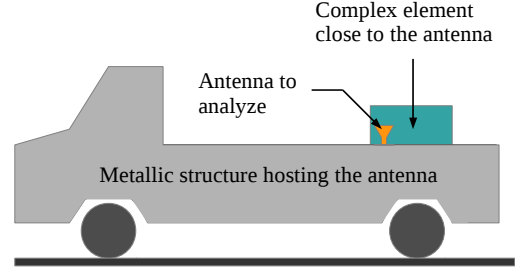 Complex element
close to the antenna
Antenna to
analyze
Metallic structure hosting the antenna